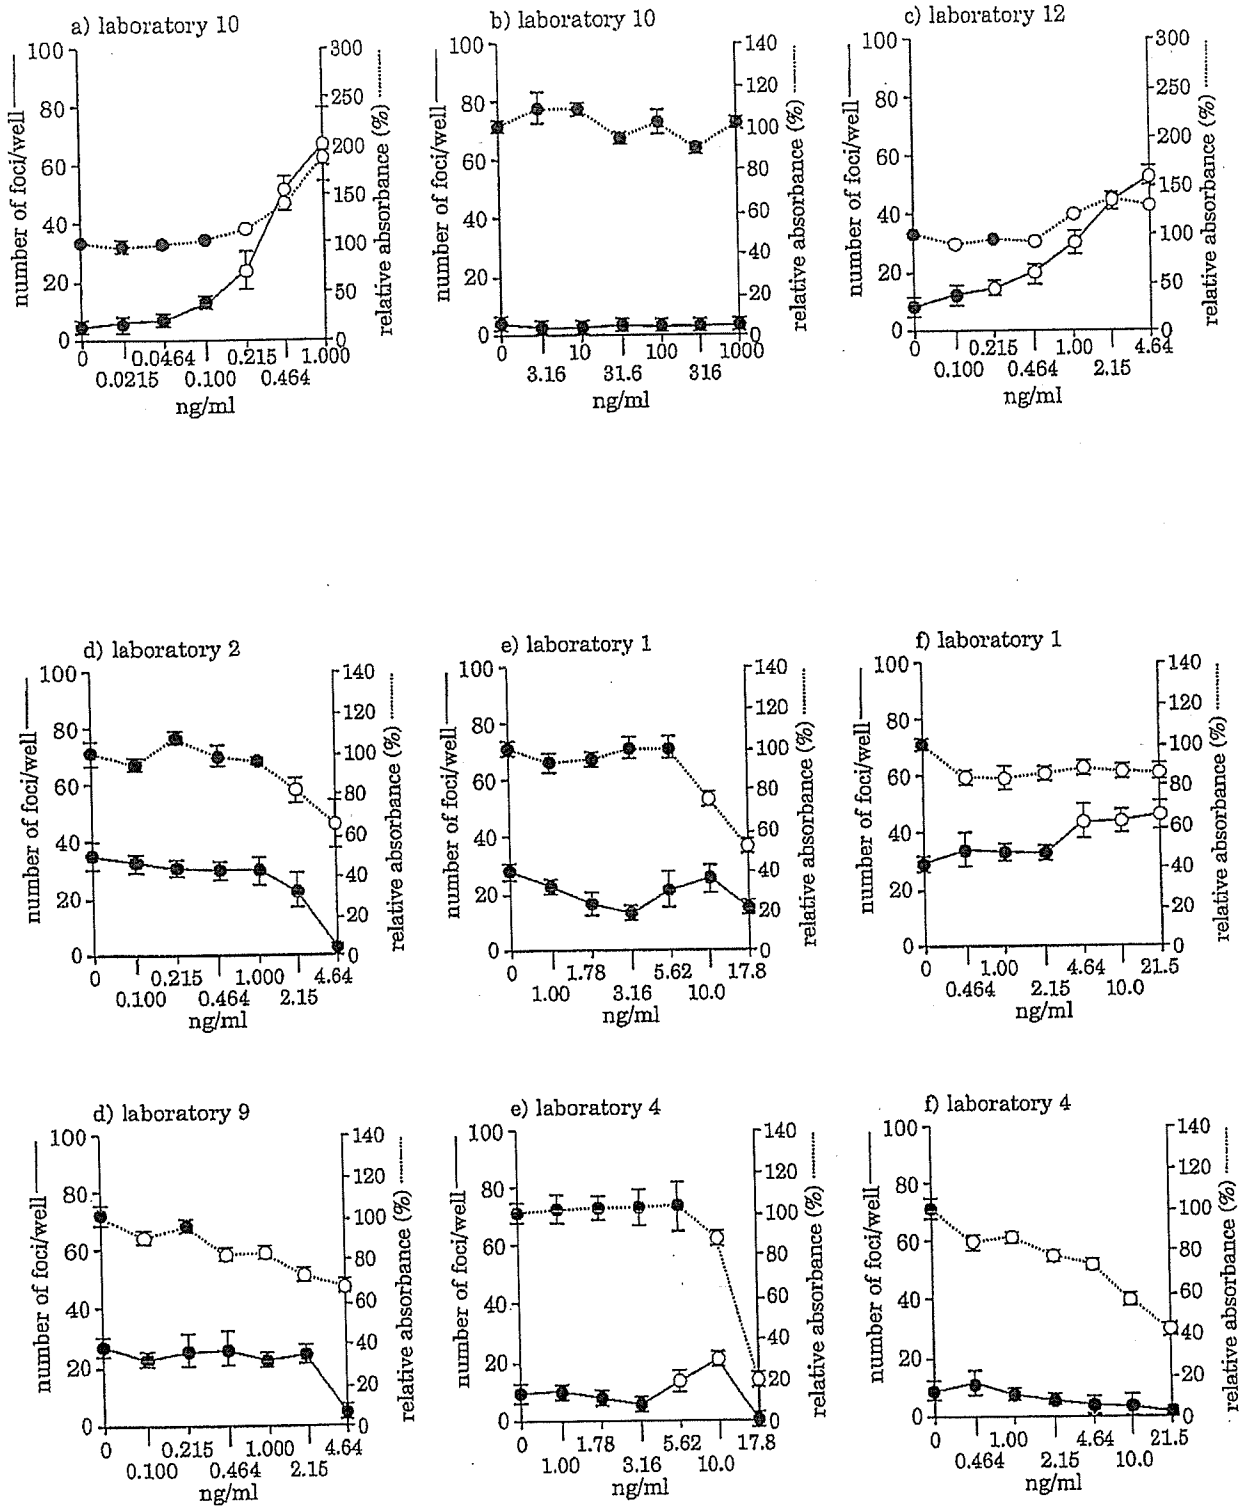 a) laboratory 10
number of foci/well
100
80
60
40
20
0
300
250
200
150
100
50
0
relative absorbance (%)
0 0.0464 0.215 1.000
0.0215 0.100 0.464
ng/ml
b) laboratory 10
number of foci/well
100
80
60
40
20
0
140
120
100
80
60
40
20
0
relative absorbance (%)
0 10 100 1000
3.16 31.6 316
ng/ml
c) laboratory 12
number of foci/well
100
80
60
40
20
0
300
250
200
150
100
50
0
relative absorbance (%)
0 0.215 1.00 4.64
0.100 0.464 2.15
ng/ml
d) laboratory 2
number of foci/well
100
80
60
40
20
0
140
120
100
80
60
40
20
0
relative absorbance (%)
0 0.215 1.000 4.64
0.100 0.464 2.15
ng/ml
e) laboratory 1
number of foci/well
100
80
60
40
20
0
140
120
100
80
60
40
20
0
relative absorbance (%)
0 1.78 5.62 17.8
1.00 3.16 10.0
ng/ml
f) laboratory 1
number of foci/well
100
80
60
40
20
0
140
120
100
80
60
40
20
0
relative absorbance (%)
0 1.00 4.64 21.5
0.464 2.15 10.0
ng/ml
d) laboratory 9
number of foci/well
100
80
60
40
20
0
140
120
100
80
60
40
20
0
relative absorbance (%)
0 0.215 1.000 4.64
0.100 0.464 2.15
ng/ml
e) laboratory 4
number of foci/well
100
80
60
40
20
0
140
120
100
80
60
40
20
0
relative absorbance (%)
0 1.78 5.62 17.8
1.00 3.16 10.0
ng/ml
f) laboratory 4
number of foci/well
100
80
60
40
20
0
140
120
100
80
60
40
20
0
relative absorbance (%)
0 1.00 4.64 21.5
0.464 2.15 10.0
ng/ml